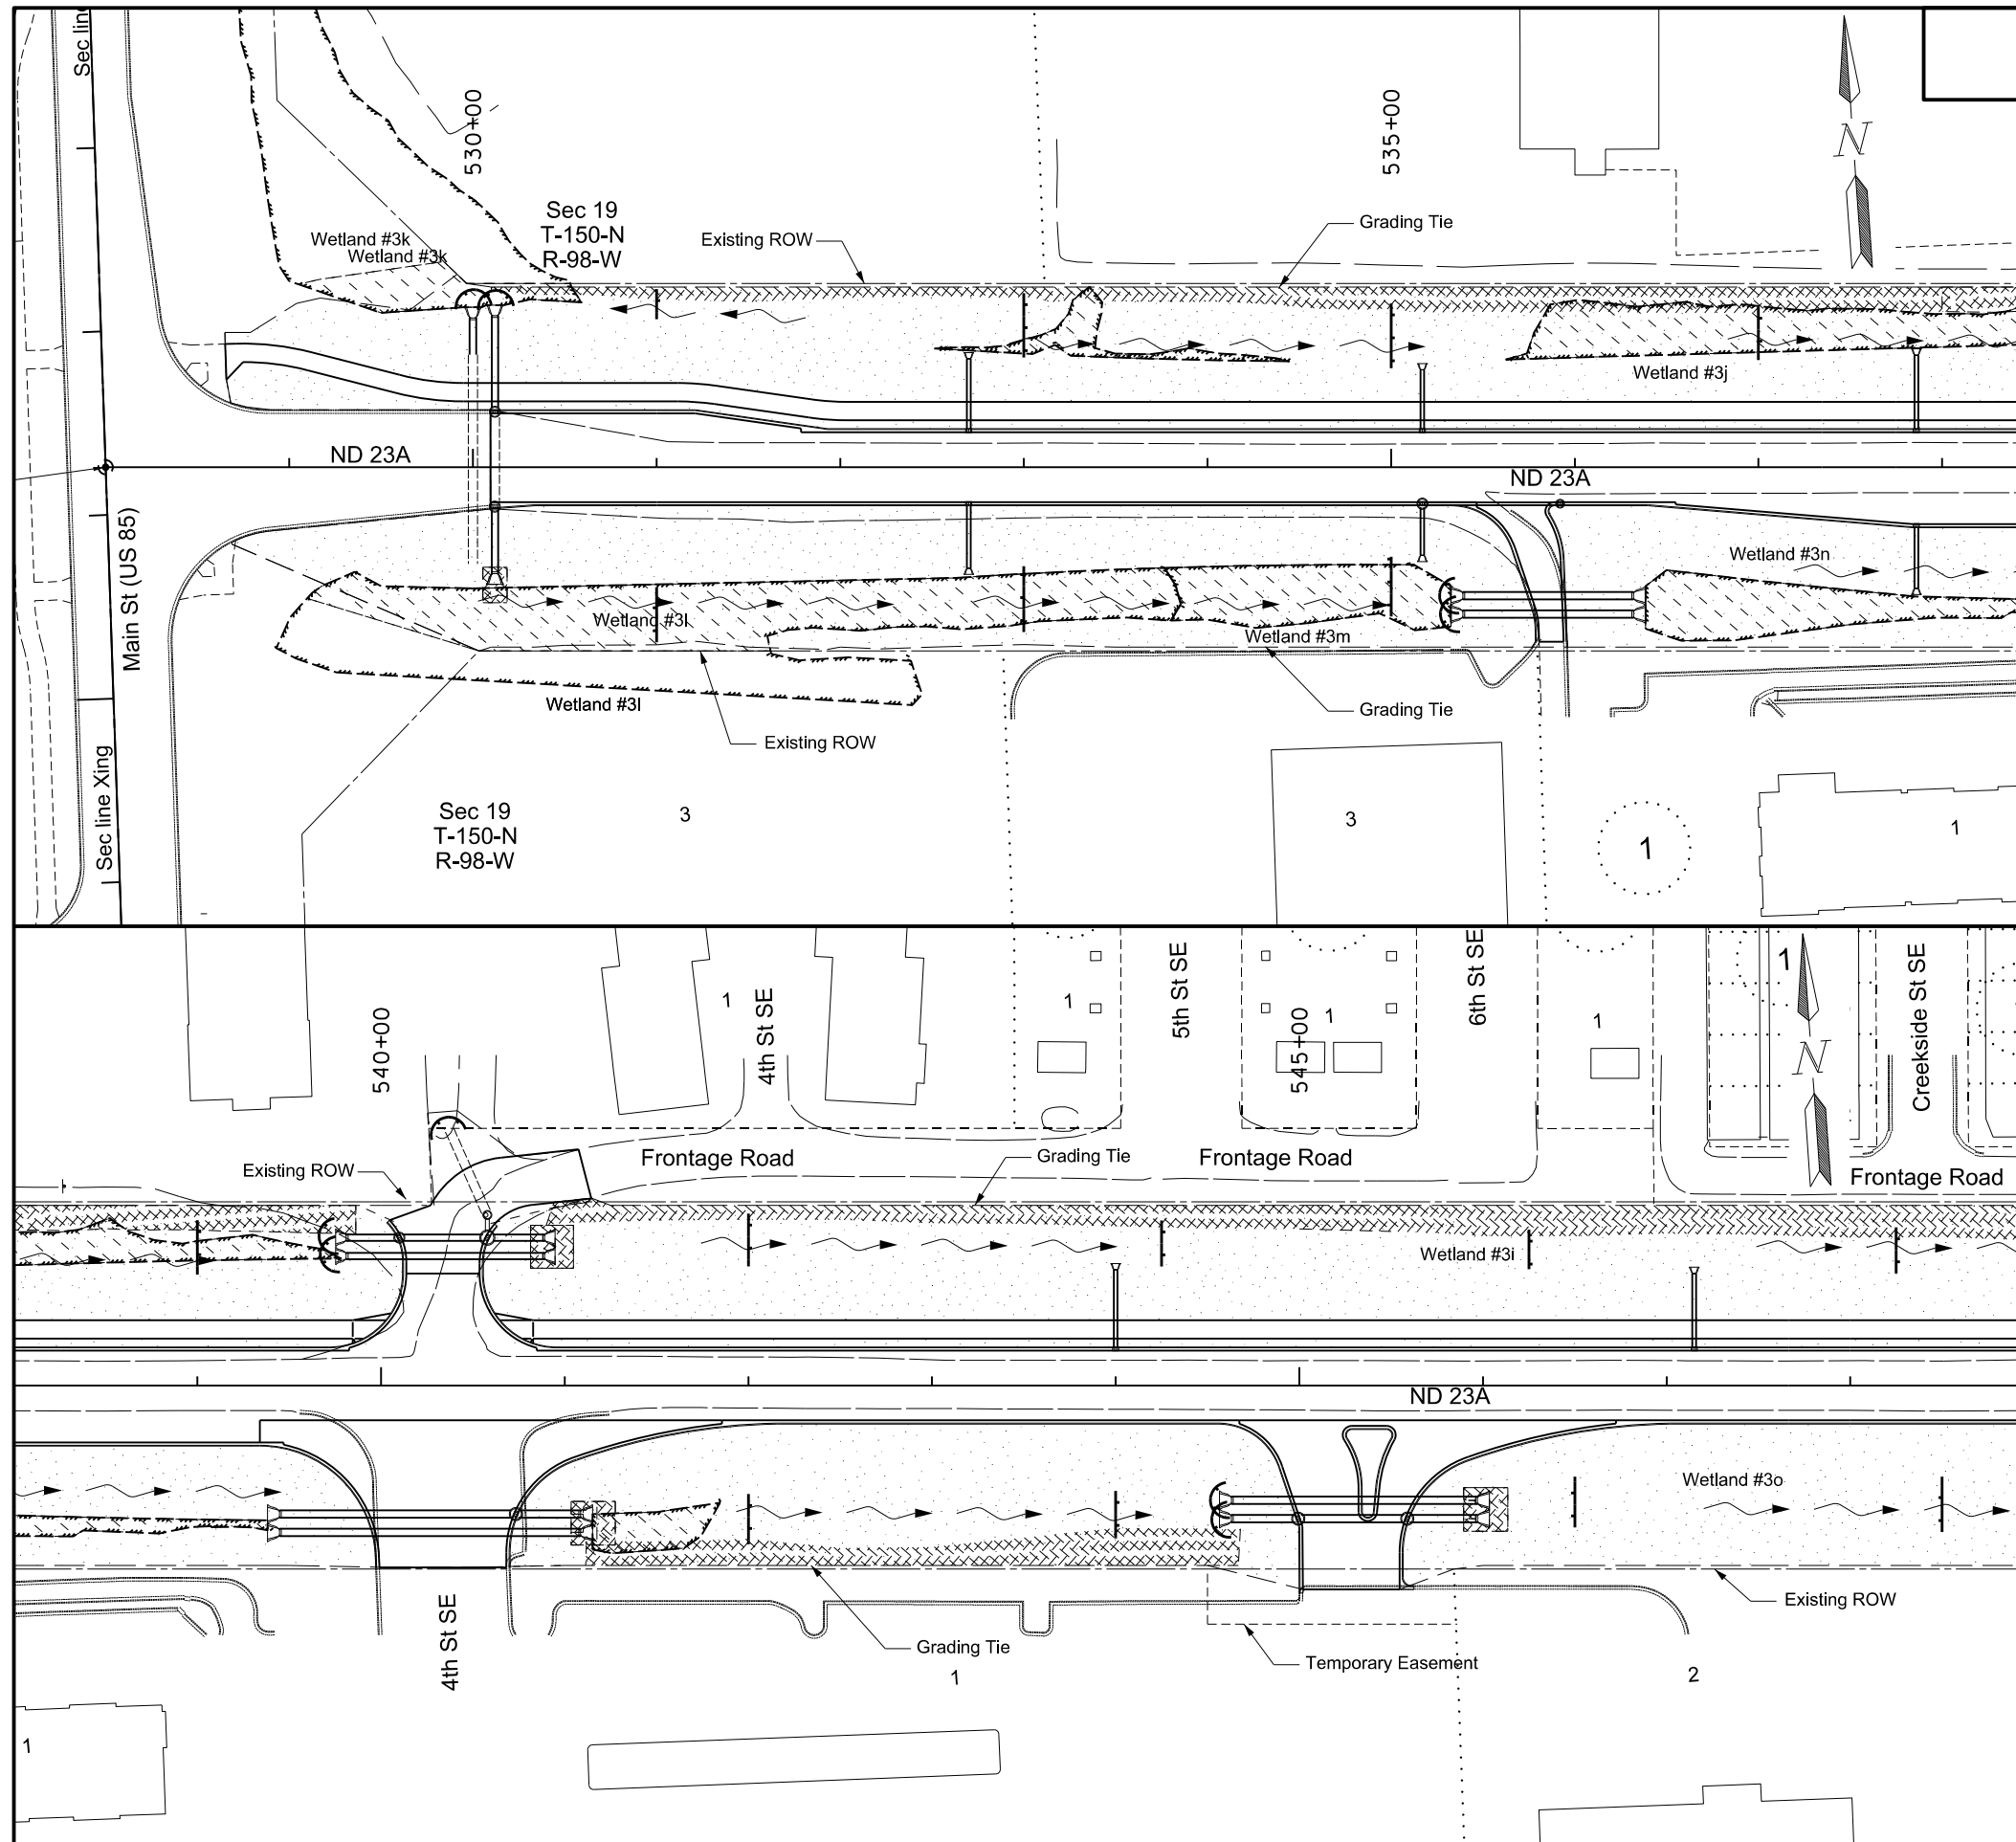 Sec line
530+00
535+00
N
Sec 19
T-150-N
R-98-W
Wetland #3k
Wetland #3k
Existing ROW
Grading Tie
Wetland #3j
ND 23A
ND 23A
Main St (US 85)
Wetland #3n
Wetland #3l
Wetland #3m
Wetland #3l
Grading Tie
Existing ROW
Sec line Xing
Sec 19
T-150-N
R-98-W
3
3
1
1
540+00
1
4th St SE
1
5th St SE
545+00
1
6th St SE
1
1
N
Creekside St SE
Existing ROW
Frontage Road
Grading Tie
Frontage Road
Frontage Road
Wetland #3i
ND 23A
Wetland #3o
4th St SE
Grading Tie
1
Temporary Easement
Existing ROW
2
1